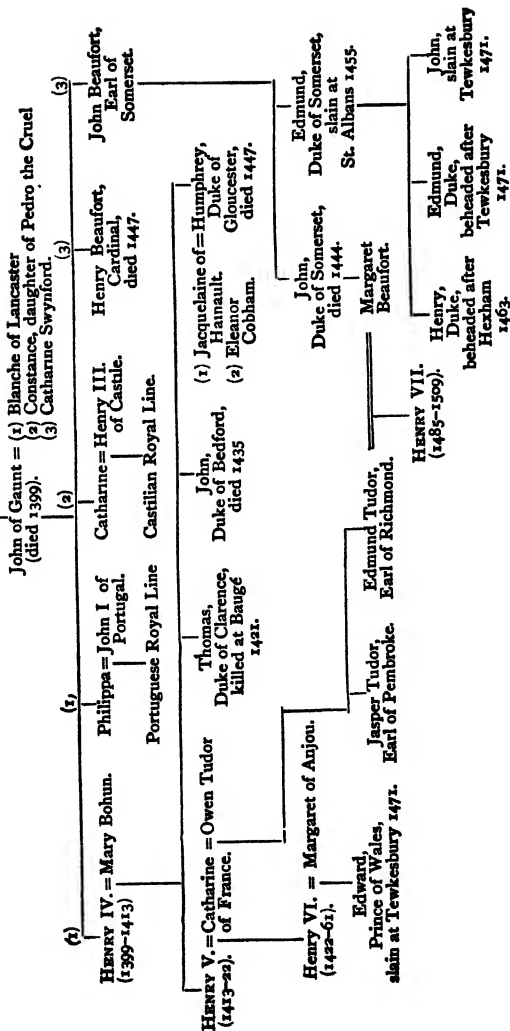 John of Gaunt = (1) Blanche of Lancaster
(died 1399). (2) Constance, daughter of Pedro the Cruel
(3) Catharine Swynford.
(1) (1, (2) (3) (3)
HENRY IV. = Mary Bohun.
(1399-1413)
Philippa = John I of
Portugal.
Portuguese Royal Line
Catharine = Henry III.
of Castile.
Castilian Royal Line.
Henry Beaufort,
Cardinal,
died 1447.
John Beaufort,
Earl of
Somerset.
HENRY V. = Catharine = Owen Tudor
(1413-22). of France.
Thomas,
Duke of Clarence,
killed at Baugé
1421.
John,
Duke of Bedford,
died 1435
(1) Jacquelaine of = Humphrey,
Hainault. Duke of
(2) Eleanor Gloucester,
Cobham. died 1447.
John,
Duke of Somerset,
died 1444.
Edmund,
Duke of Somerset,
slain at
St. Albans 1455.
Henry VI. = Margaret of Anjou.
(1422-61).
Jasper Tudor,
Earl of Pembroke.
Edmund Tudor,
Earl of Richmond.
Margaret
Beaufort.
Edward,
Prince of Wales,
slain at Tewkesbury 1471.
HENRY VII.
(1485-1509).
Henry,
Duke,
beheaded after
Hexham
1463.
Edmund,
Duke,
beheaded after
Tewkesbury
1471.
John,
slain at
Tewkesbury
1471.